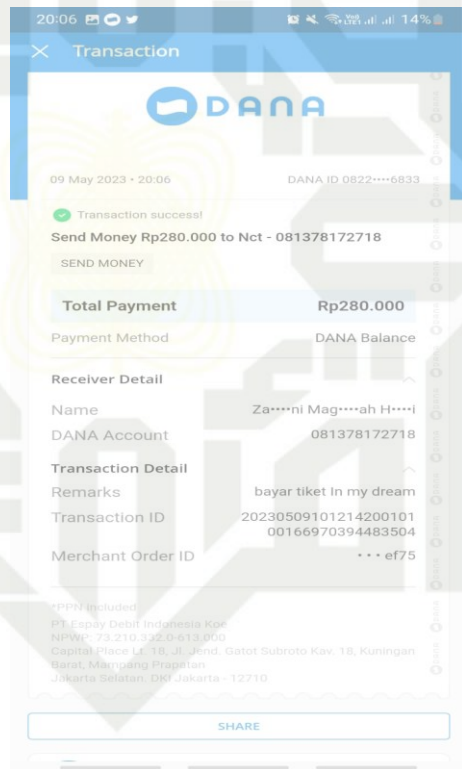 20:06 14%
Transaction
DANA
09 May 2023 • 20:06 DANA ID 0822••••6833
Transaction success!
Send Money Rp280.000 to Nct - 081378172718
SEND MONEY
Total Payment Rp280.000
Payment Method DANA Balance
Receiver Detail
Name Za••••ni Mag••••ah H••••i
DANA Account 081378172718
Transaction Detail
Remarks bayar tiket In my dream
Transaction ID 20230509101214200101
00166970394483504
Merchant Order ID • • • ef75
*PPN Included
PT Espay Debit Indonesia Koe
NPWP: 73.210.332.0-613.000
Capital Place Lt. 18, Jl. Jend. Gatot Subroto Kav. 18, Kuningan
Barat, Mampang Prapatan
Jakarta Selatan. DKI Jakarta - 12710
SHARE